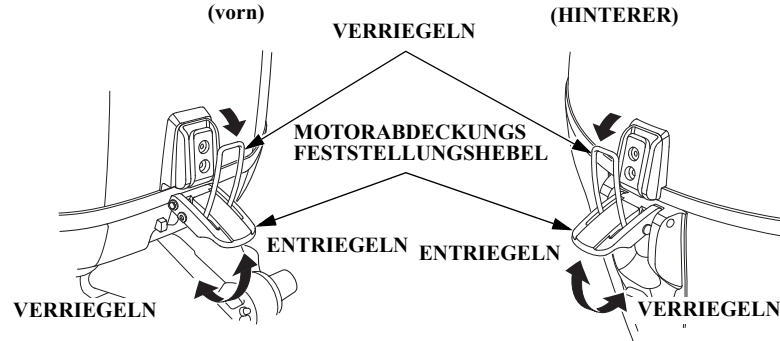 (vorn)
(HINTERER)
VERRIEGELN
MOTORABDECKUNGS
FESTSTELLUNGSHEBEL
ENTRIEGELN
ENTRIEGELN
VERRIEGELN
VERRIEGELN